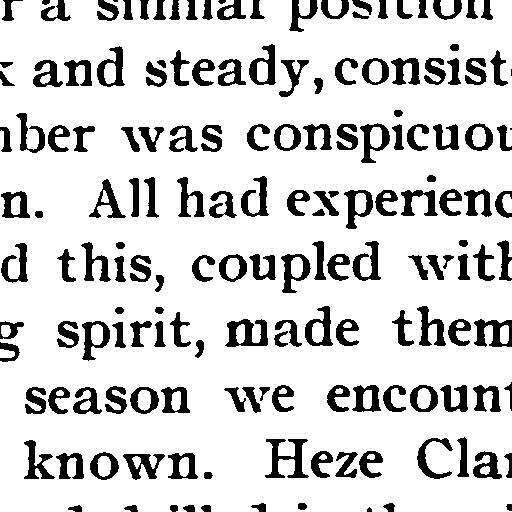 r a similar position
k and steady, consist-
nber was conspicuou
n. All had experienc
d this, coupled with
g spirit, made them
season we encount
known. Heze Clar